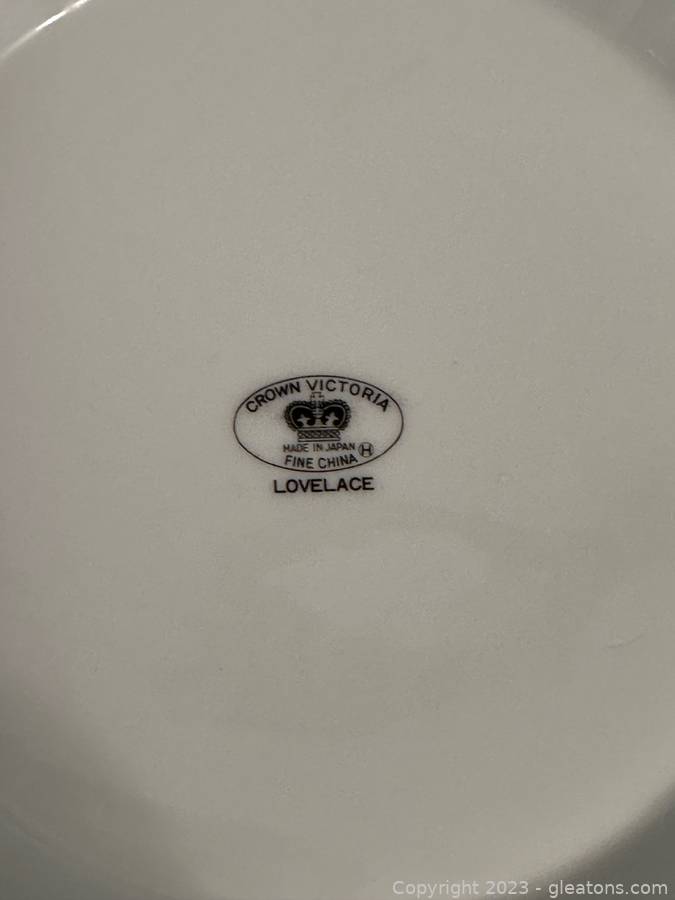 CROWN VICTORIA
MADE IN JAPAN H
FINE CHINA
LOVELACE
Copyright 2023 - gleatons.com